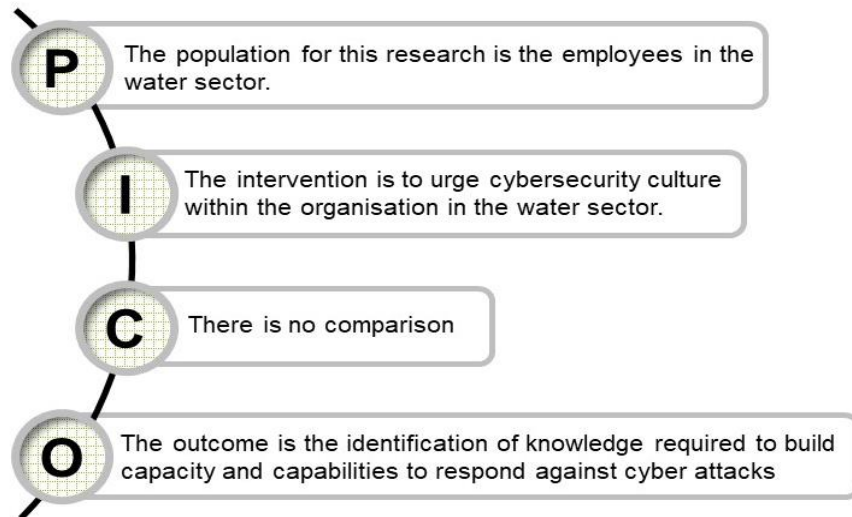 P
The population for this research is the employees in the
water sector.
I
The intervention is to urge cybersecurity culture
within the organisation in the water sector.
C
There is no comparison
O
The outcome is the identification of knowledge required to build
capacity and capabilities to respond against cyber attacks